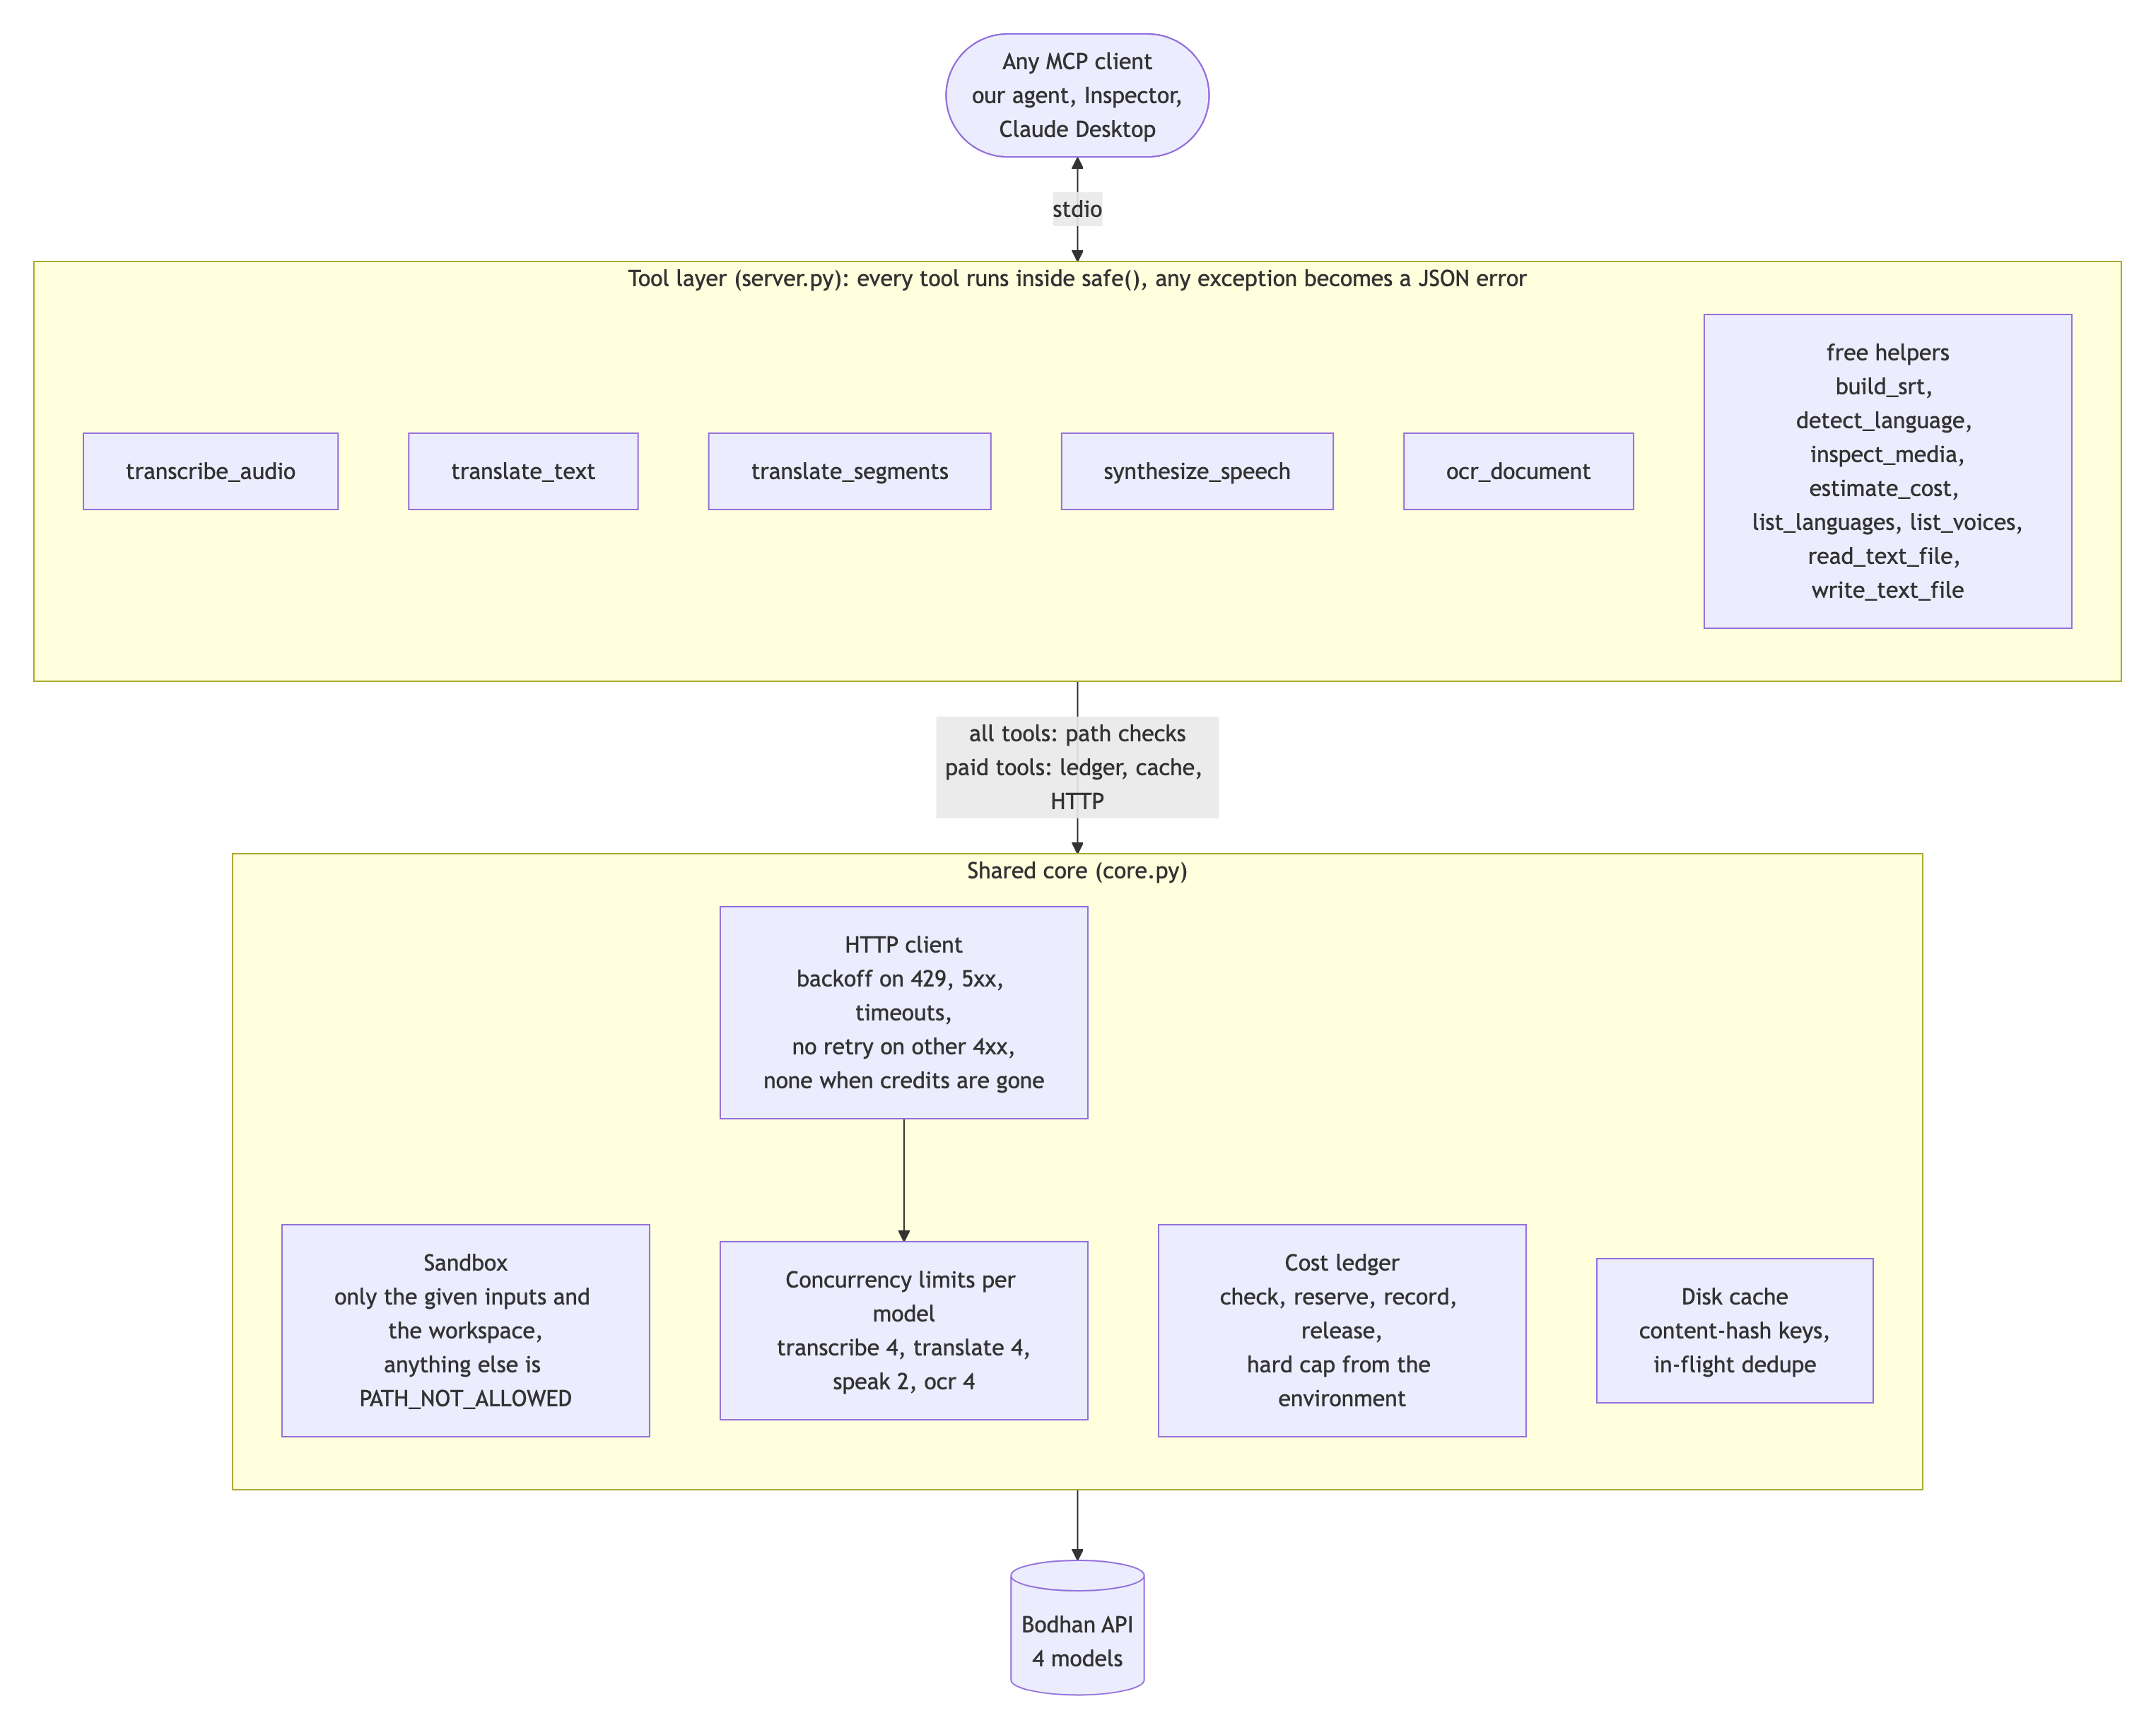 Any MCP client
our agent, Inspector,
Claude Desktop
stdio
Tool layer (server.py): every tool runs inside safe(), any exception becomes a JSON error
transcribe_audio
translate_text
translate_segments
synthesize_speech
ocr_document
free helpers
build_srt,
detect_language,
inspect_media,
estimate_cost,
list_languages, list_voices,
read_text_file,
write_text_file
all tools: path checks
paid tools: ledger, cache,
HTTP
Shared core (core.py)
HTTP client
backoff on 429, 5xx,
timeouts,
no retry on other 4xx,
none when credits are gone
Sandbox
only the given inputs and
the workspace,
anything else is
PATH_NOT_ALLOWED
Concurrency limits per
model
transcribe 4, translate 4,
speak 2, ocr 4
Cost ledger
check, reserve, record,
release,
hard cap from the
environment
Disk cache
content-hash keys,
in-flight dedupe
Bodhan API
4 models